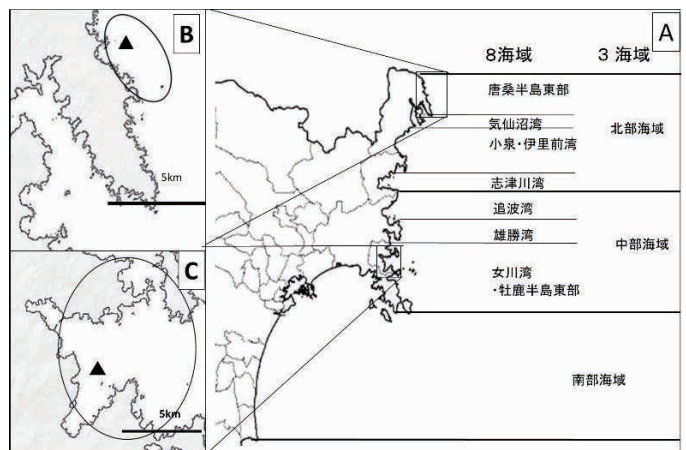 B
5km
C
5km
A
8海域
3 海域
唐桑半島東部
気仙沼湾
小泉・伊里前湾
志津川湾
北部海域
追波湾
雄勝湾
女川湾
・牡鹿半島東部
中部海域
南部海域